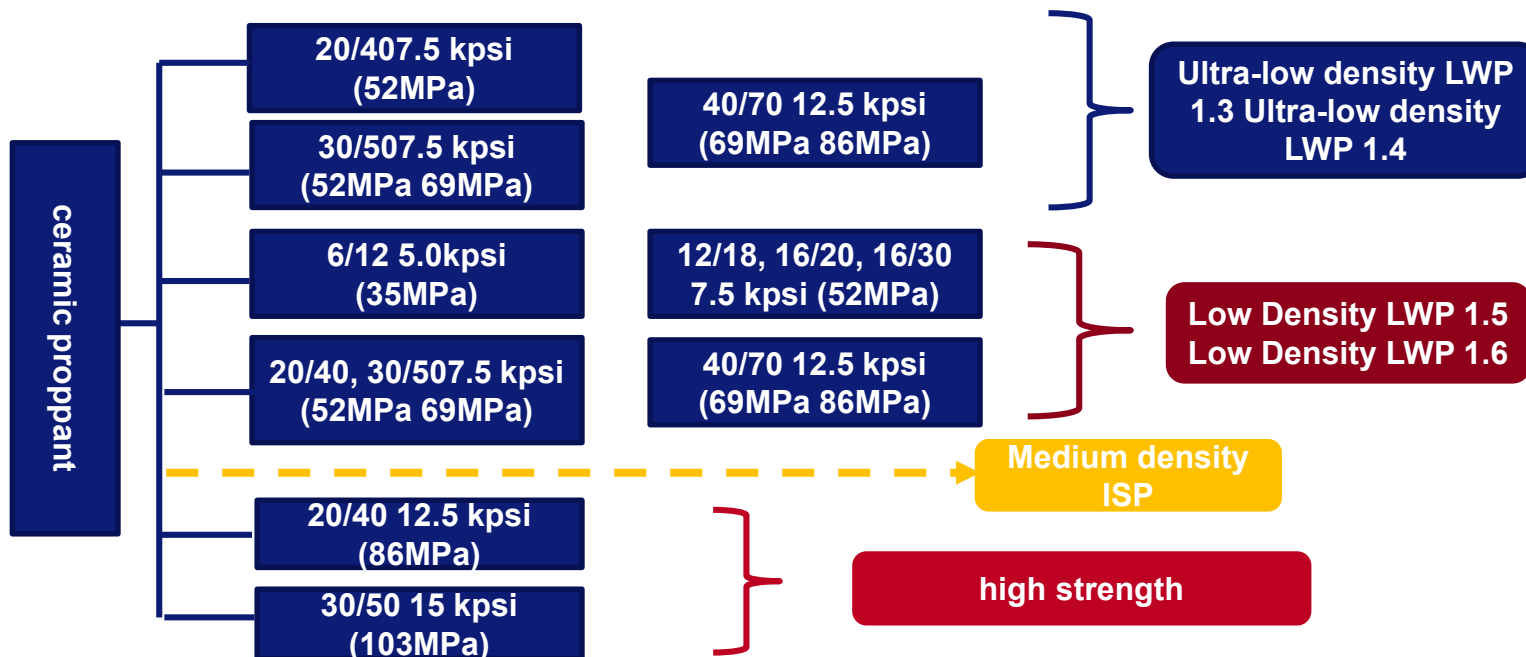 ceramic proppant
20/407.5 kpsi
(52MPa)
30/507.5 kpsi
(52MPa 69MPa)
40/70 12.5 kpsi
(69MPa 86MPa)
Ultra-low density LWP
1.3 Ultra-low density
LWP 1.4
6/12 5.0kpsi
(35MPa)
12/18, 16/20, 16/30
7.5 kpsi (52MPa)
20/40, 30/507.5 kpsi
(52MPa 69MPa)
40/70 12.5 kpsi
(69MPa 86MPa)
Low Density LWP 1.5
Low Density LWP 1.6
Medium density
ISP
20/40 12.5 kpsi
(86MPa)
30/50 15 kpsi
(103MPa)
high strength